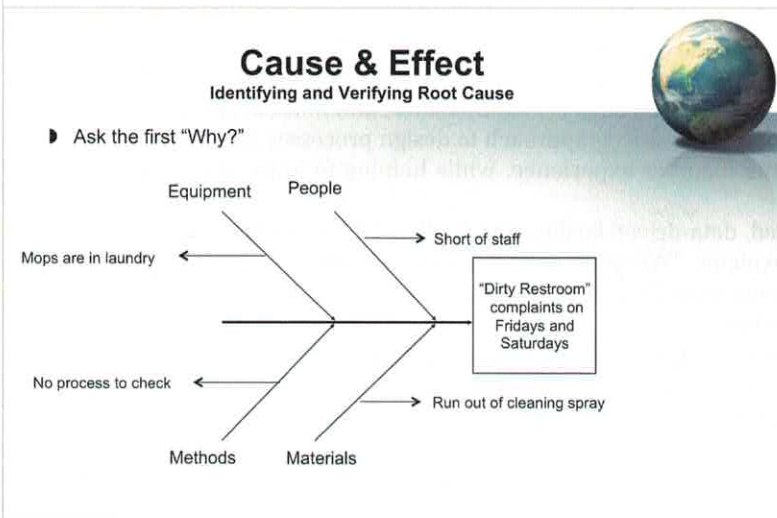 Cause & Effect
Identifying and Verifying Root Cause
Ask the first “Why?”
Equipment
People
Short of staff
Mops are in laundry
“Dirty Restroom”
complaints on
Fridays and
Saturdays
No process to check
Run out of cleaning spray
Methods
Materials